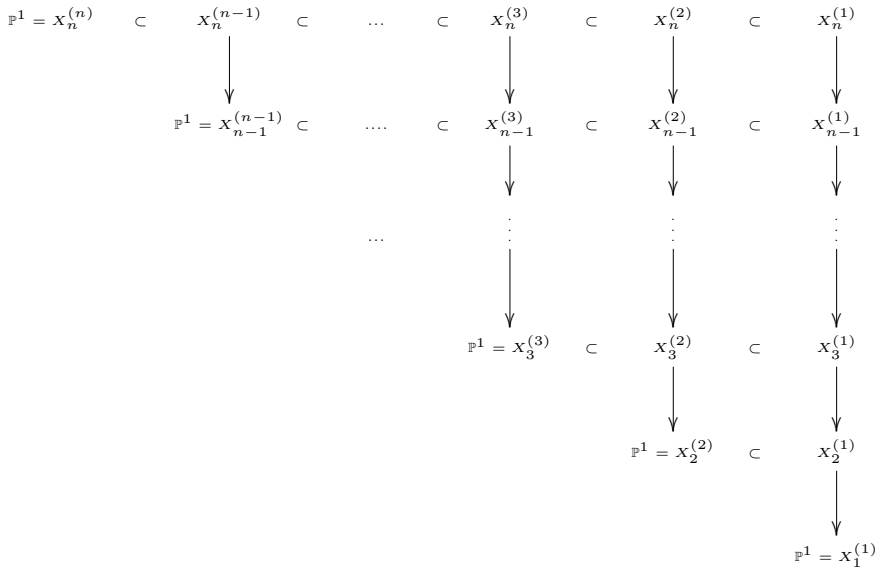 ℙ¹ = X_n^{(n)} ⊂ X_n^{(n−1)} ⊂ ... ⊂ X_n^{(3)} ⊂ X_n^{(2)} ⊂ X_n^{(1)}
ℙ¹ = X_{n−1}^{(n−1)} ⊂ .... ⊂ X_{n−1}^{(3)} ⊂ X_{n−1}^{(2)} ⊂ X_{n−1}^{(1)}
... ⋮ ⋮ ⋮
ℙ¹ = X_3^{(3)} ⊂ X_3^{(2)} ⊂ X_3^{(1)}
ℙ¹ = X_2^{(2)} ⊂ X_2^{(1)}
ℙ¹ = X_1^{(1)}